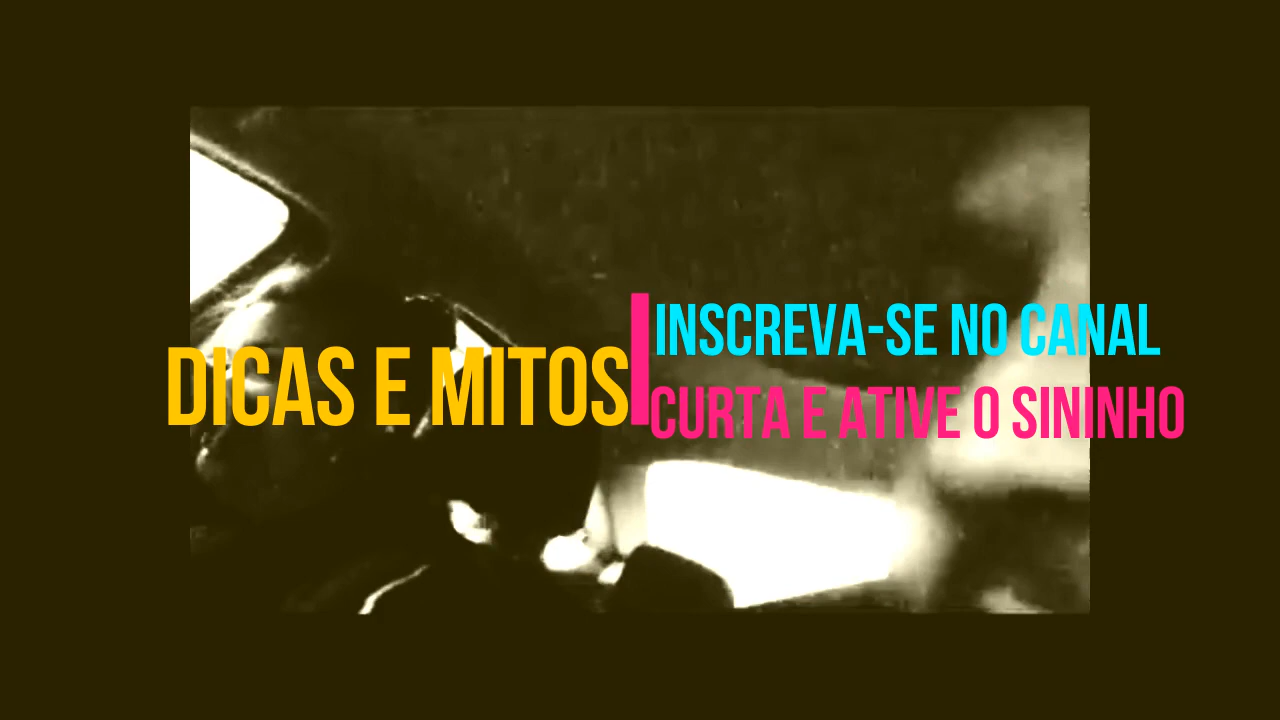 DICAS E MITOS
INSCREVA-SE NO CANAL
CURTA E ATIVE O SININHO